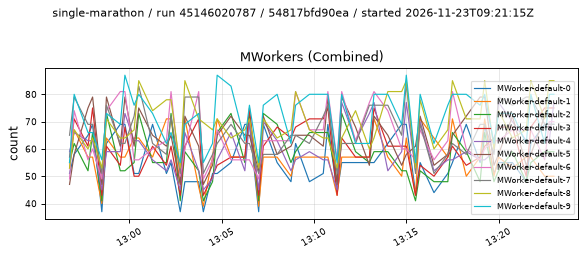 single-marathon / run 45146020787 / 54817bfd90ea / started 2026-11-23T09:21:15Z
MWorkers (Combined)
count
80
70
60
50
40
13:00
13:05
13:10
13:15
13:20
MWorker-default-0
MWorker-default-1
MWorker-default-2
MWorker-default-3
MWorker-default-4
MWorker-default-5
MWorker-default-6
MWorker-default-7
MWorker-default-8
MWorker-default-9